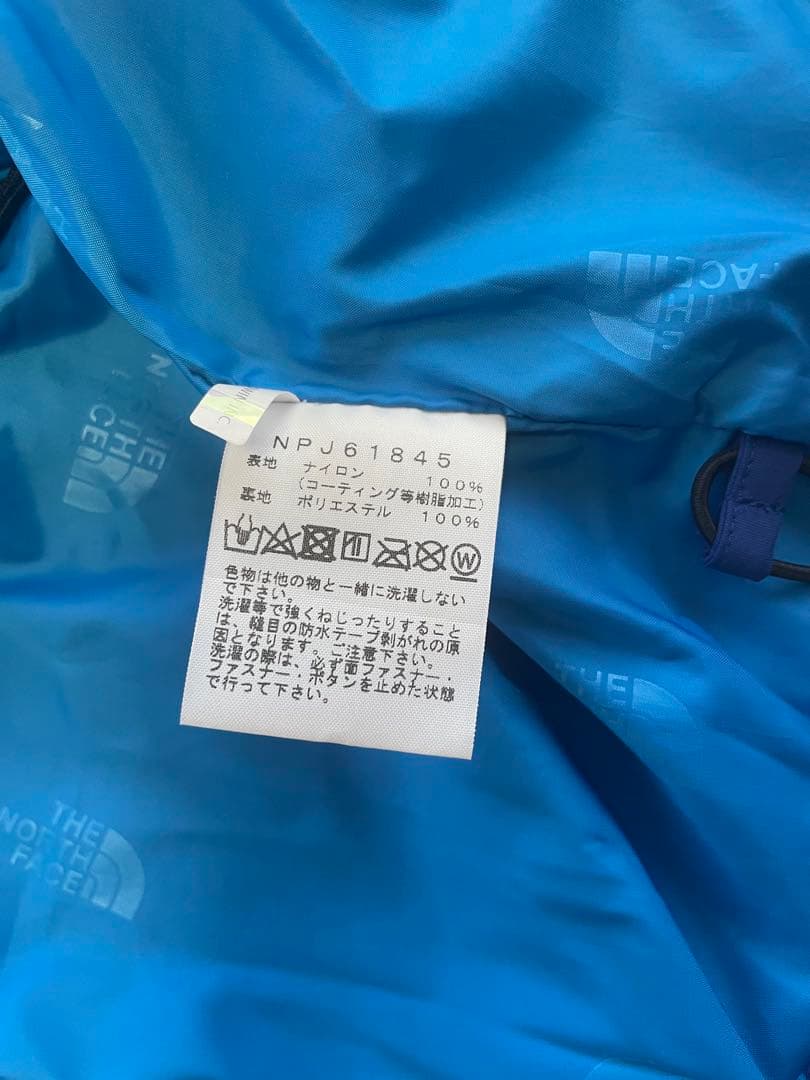 FACE
NORTH
THE
NORTH
FACE
NPJ61845
表地 ナイロン 100%
(コーティング等樹脂加工)
裏地 ポリエステル 100%
W
色物は他の物と一緒に洗濯しない
で下さい。
洗濯等で強くねじったりすること
は、縫目の防水テープ剥がれの原
因となります。ご注意下さい。
洗濯の際は、必ず面ファスナー・
ファスナー・ボタンを止めた状態
で行って下さい。
THE
THE
NORTH
FACE